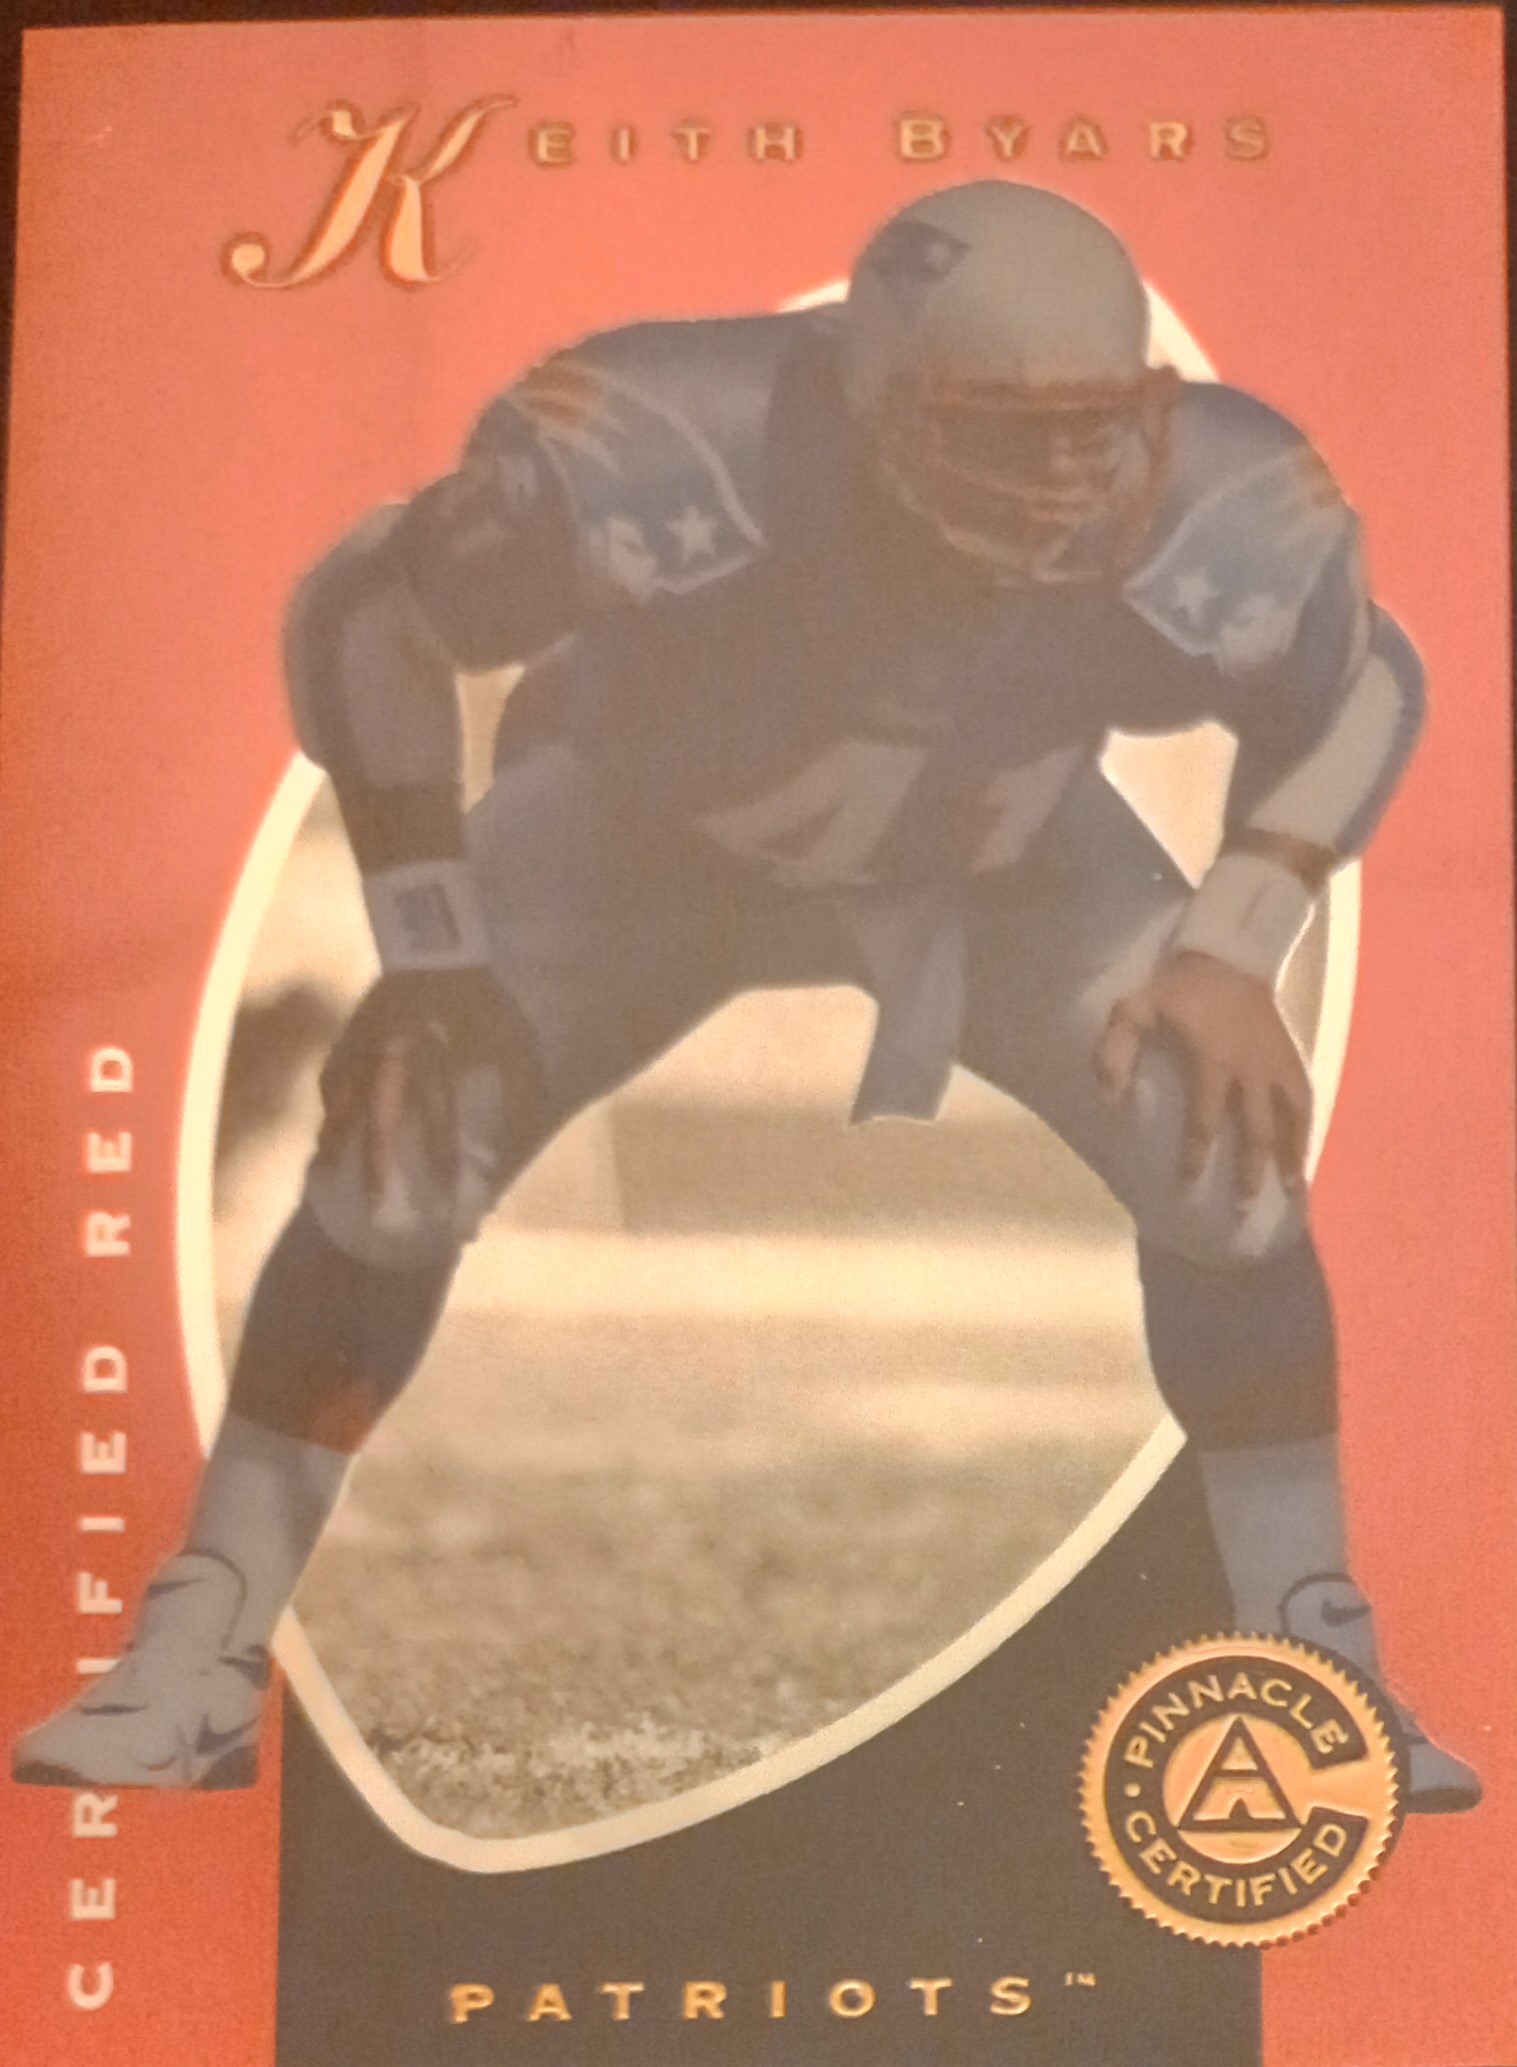 KEITH BYARS
CERTIFIED RED
PINNACLE
CERTIFIED
PATRIOTS™